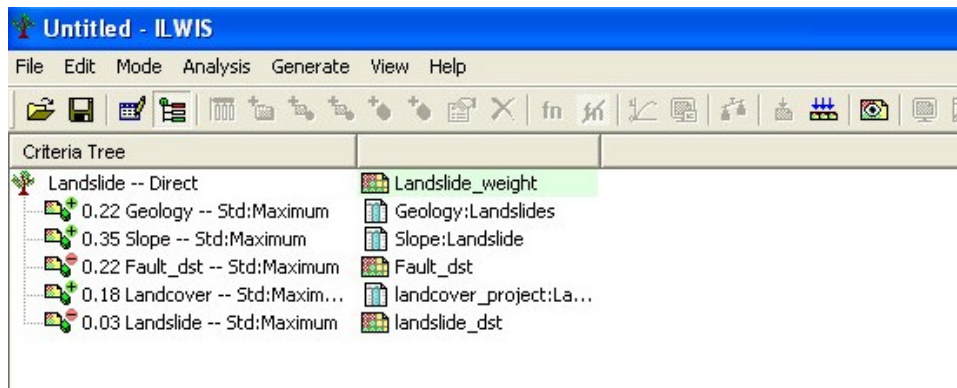 Untitled - ILWIS
File Edit Mode Analysis Generate View Help
fn fn
Criteria Tree
Landslide -- Direct Landslide_weight
0.22 Geology -- Std:Maximum Geology:Landslides
0.35 Slope -- Std:Maximum Slope:Landslide
0.22 Fault_dst -- Std:Maximum Fault_dst
0.18 Landcover -- Std:Maxim... landcover_project:La...
0.03 Landslide -- Std:Maximum landslide_dst